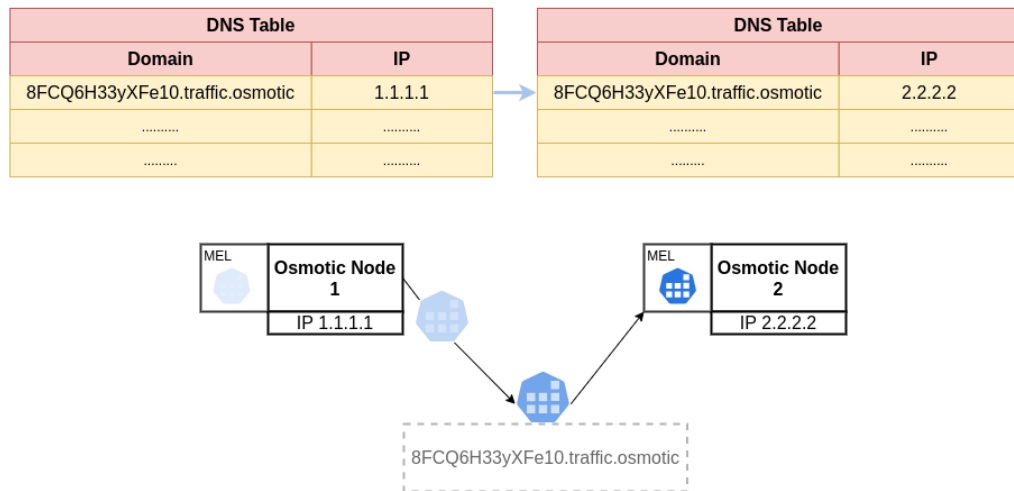 DNS Table
Domain IP
8FCQ6H33yXFe10.traffic.osmotic 1.1.1.1
.......... ..........
......... ..........
DNS Table
Domain IP
8FCQ6H33yXFe10.traffic.osmotic 2.2.2.2
.......... ..........
......... ..........
MEL
Osmotic Node
1
IP 1.1.1.1
MEL
Osmotic Node
2
IP 2.2.2.2
8FCQ6H33yXFe10.traffic.osmotic